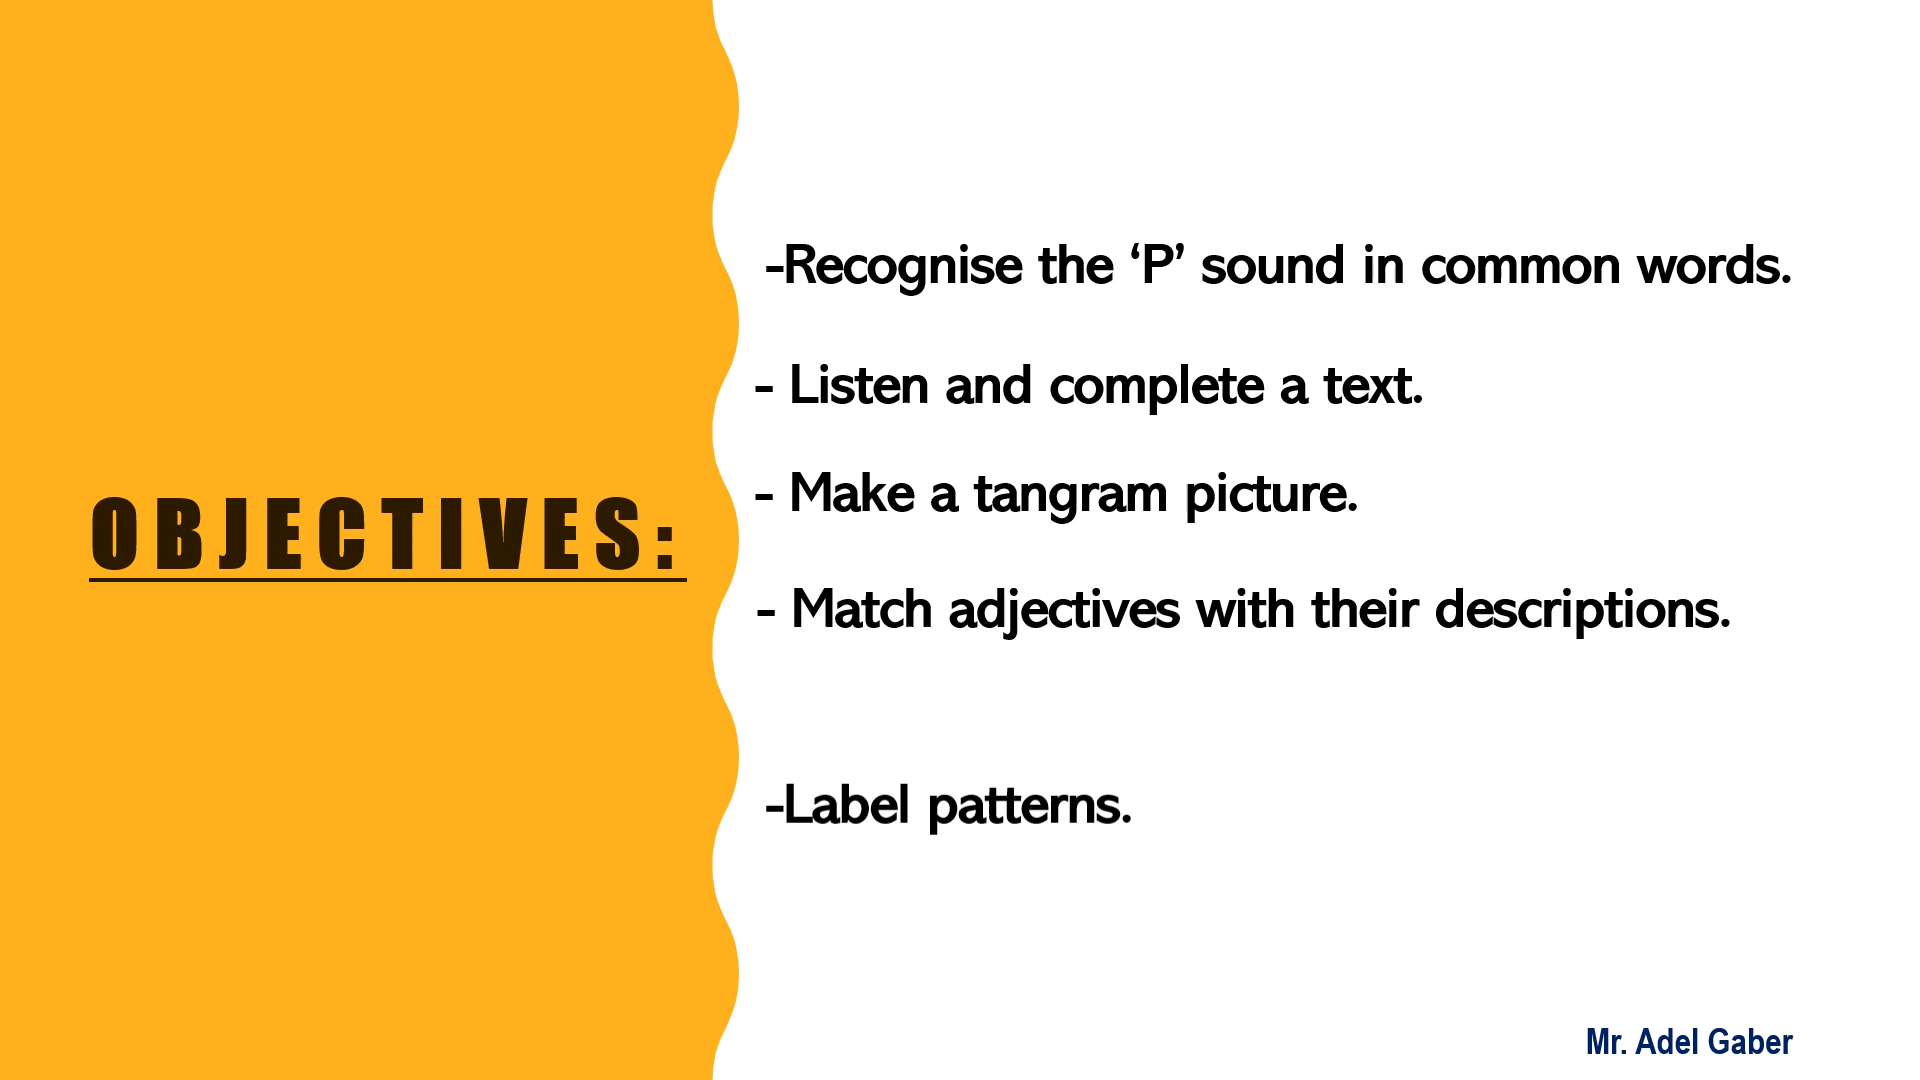 OBJECTIVES:
-Recognise the ‘P’ sound in common words.
- Listen and complete a text.
- Make a tangram picture.
- Match adjectives with their descriptions.
-Label patterns.
Mr. Adel Gaber